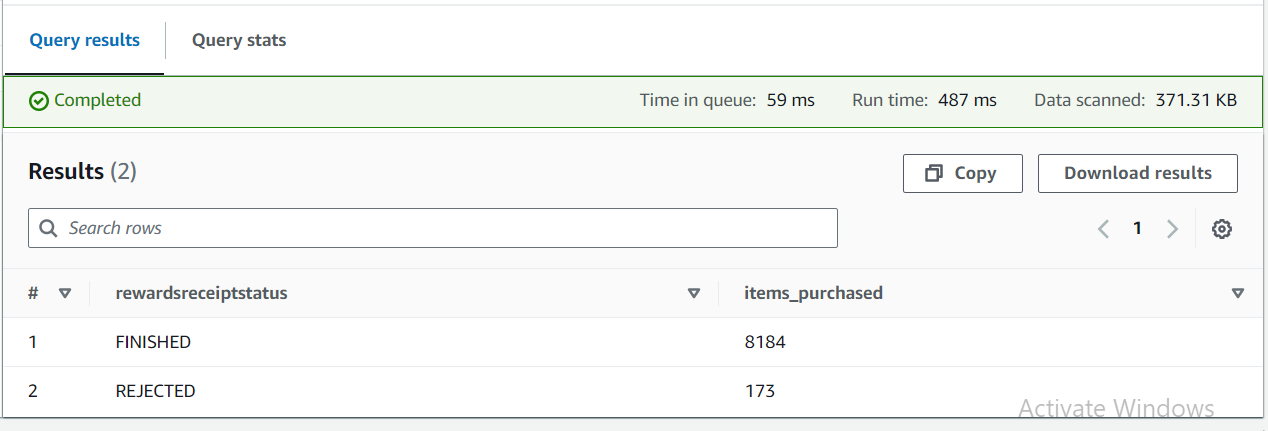 Query results Query stats
Completed Time in queue: 59 ms Run time: 487 ms Data scanned: 371.31 KB
Results (2) Copy Download results
Search rows 1
# rewardsreceiptstatus items_purchased
1 FINISHED 8184
2 REJECTED 173
Activate Windows